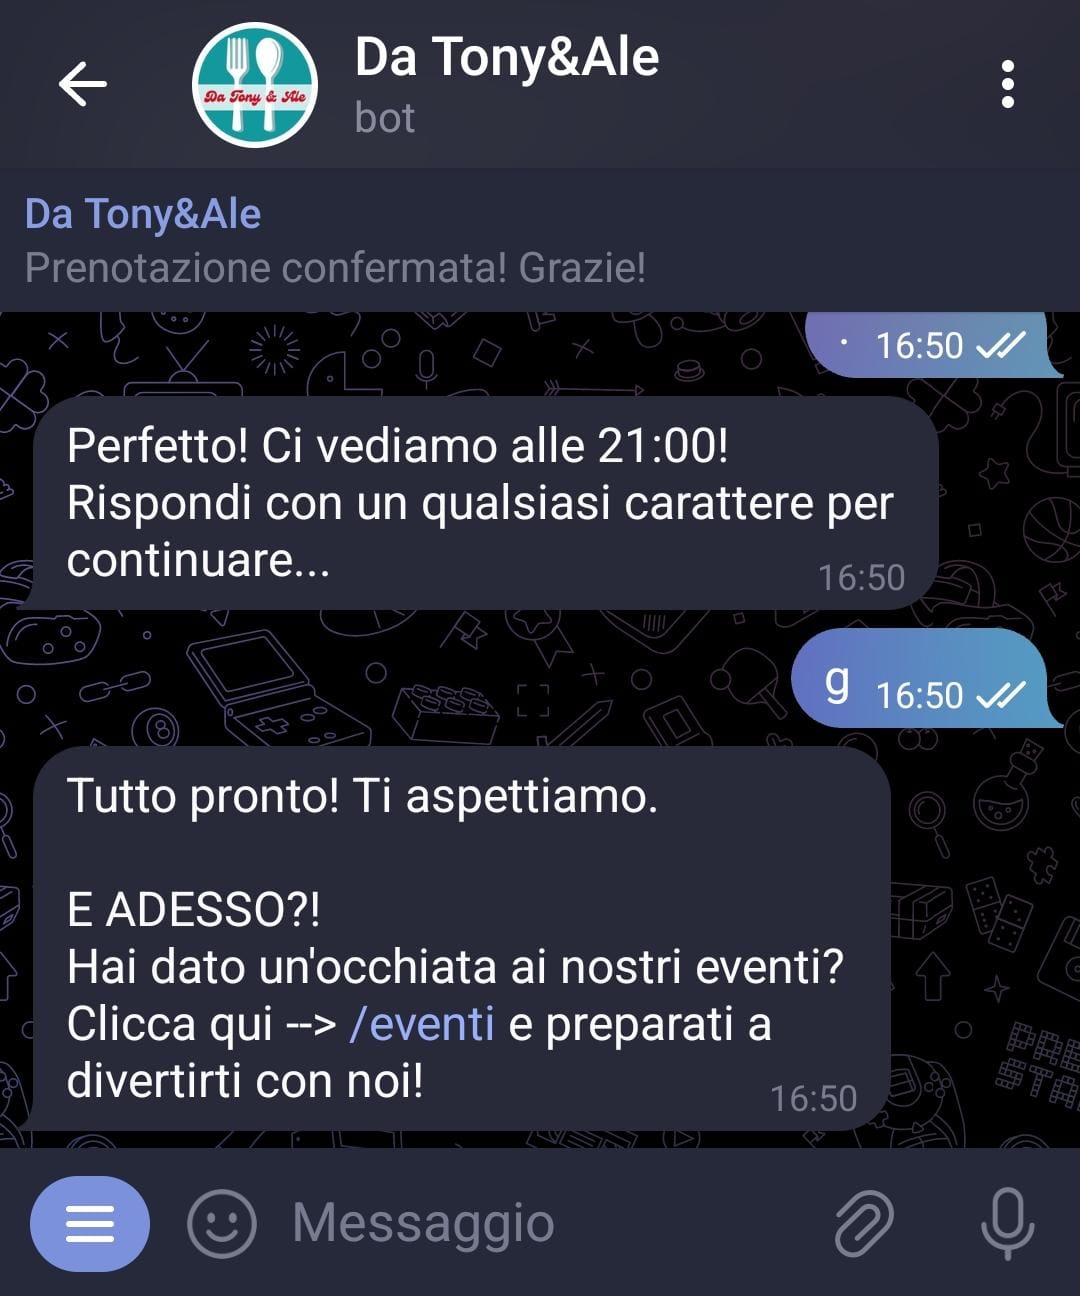 Da Tony&Ale
bot
Da Tony & Ale
Da Tony&Ale
Prenotazione confermata! Grazie!
. 16:50
Perfetto! Ci vediamo alle 21:00!
Rispondi con un qualsiasi carattere per
continuare...
16:50
g 16:50
Tutto pronto! Ti aspettiamo.
E ADESSO?!
Hai dato un'occhiata ai nostri eventi?
Clicca qui --> /eventi e preparati a
divertirti con noi!
16:50
Messaggio